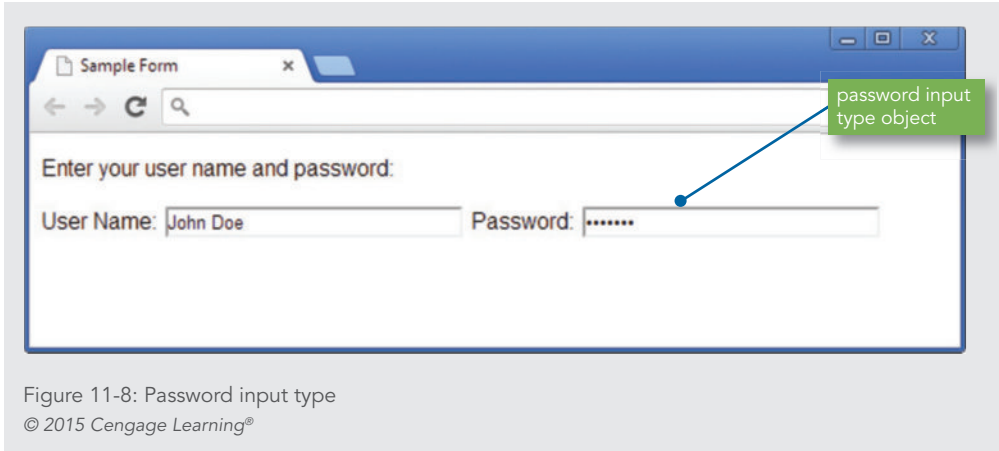 Sample Form
password input
type object
Enter your user name and password:
User Name: John Doe Password: •••••••
Figure 11-8: Password input type
© 2015 Cengage Learning®